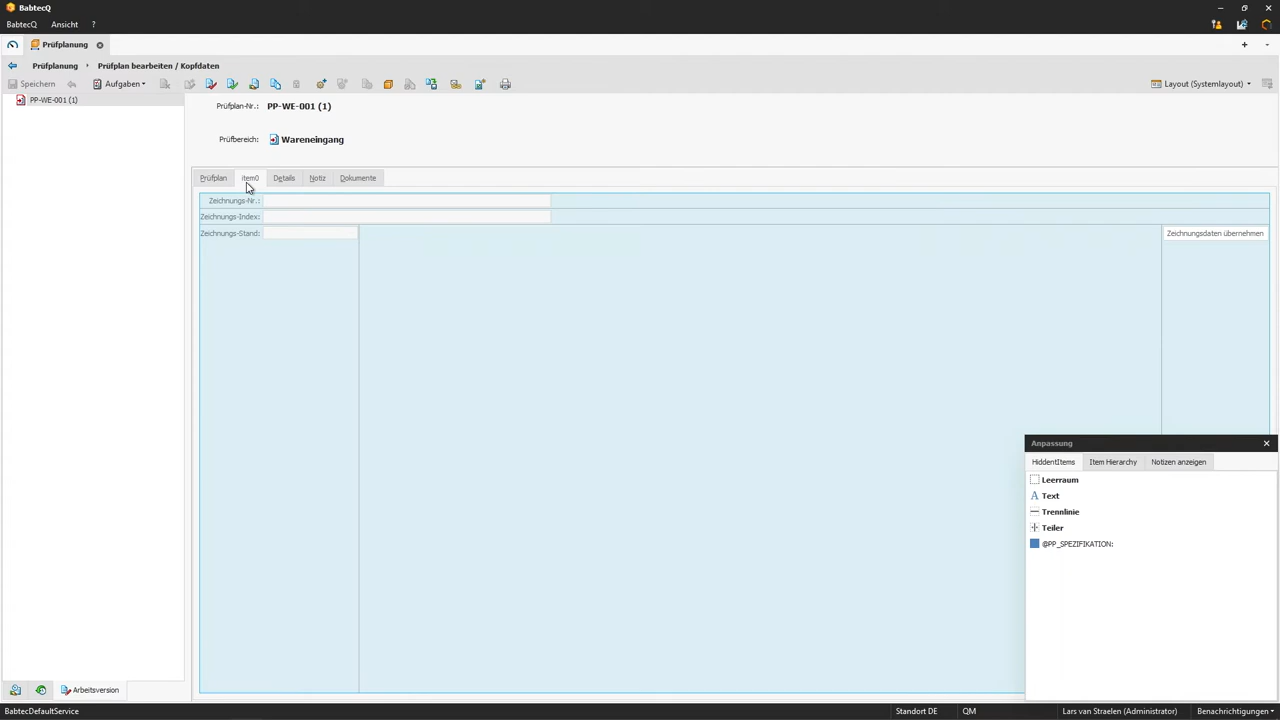 BabtecQ
BabtecQ Ansicht ?
Prüfplanung
Prüfplanung Prüfplan bearbeiten / Kopfdaten
Speichern Aufgaben Layout (Systemlayout)
PP-WE-001 (1)
Prüfplan-Nr.: PP-WE-001 (1)
Prüfbereich: Wareneingang
Prüfplan item0 Details Notiz Dokumente
Zeichnungs-Nr.:
Zeichnungs-Index:
Zeichnungs-Stand: Zeichnungsdaten übernehmen
Anpassung
HiddentItems Item Hierarchy Notizen anzeigen
Leerraum
A Text
Trennlinie
Teiler
@PP_SPEZIFIKATION:
Arbeitsversion
BabtecDefaultService Standort DE QM Lars van Straelen (Administrator) Benachrichtigungen